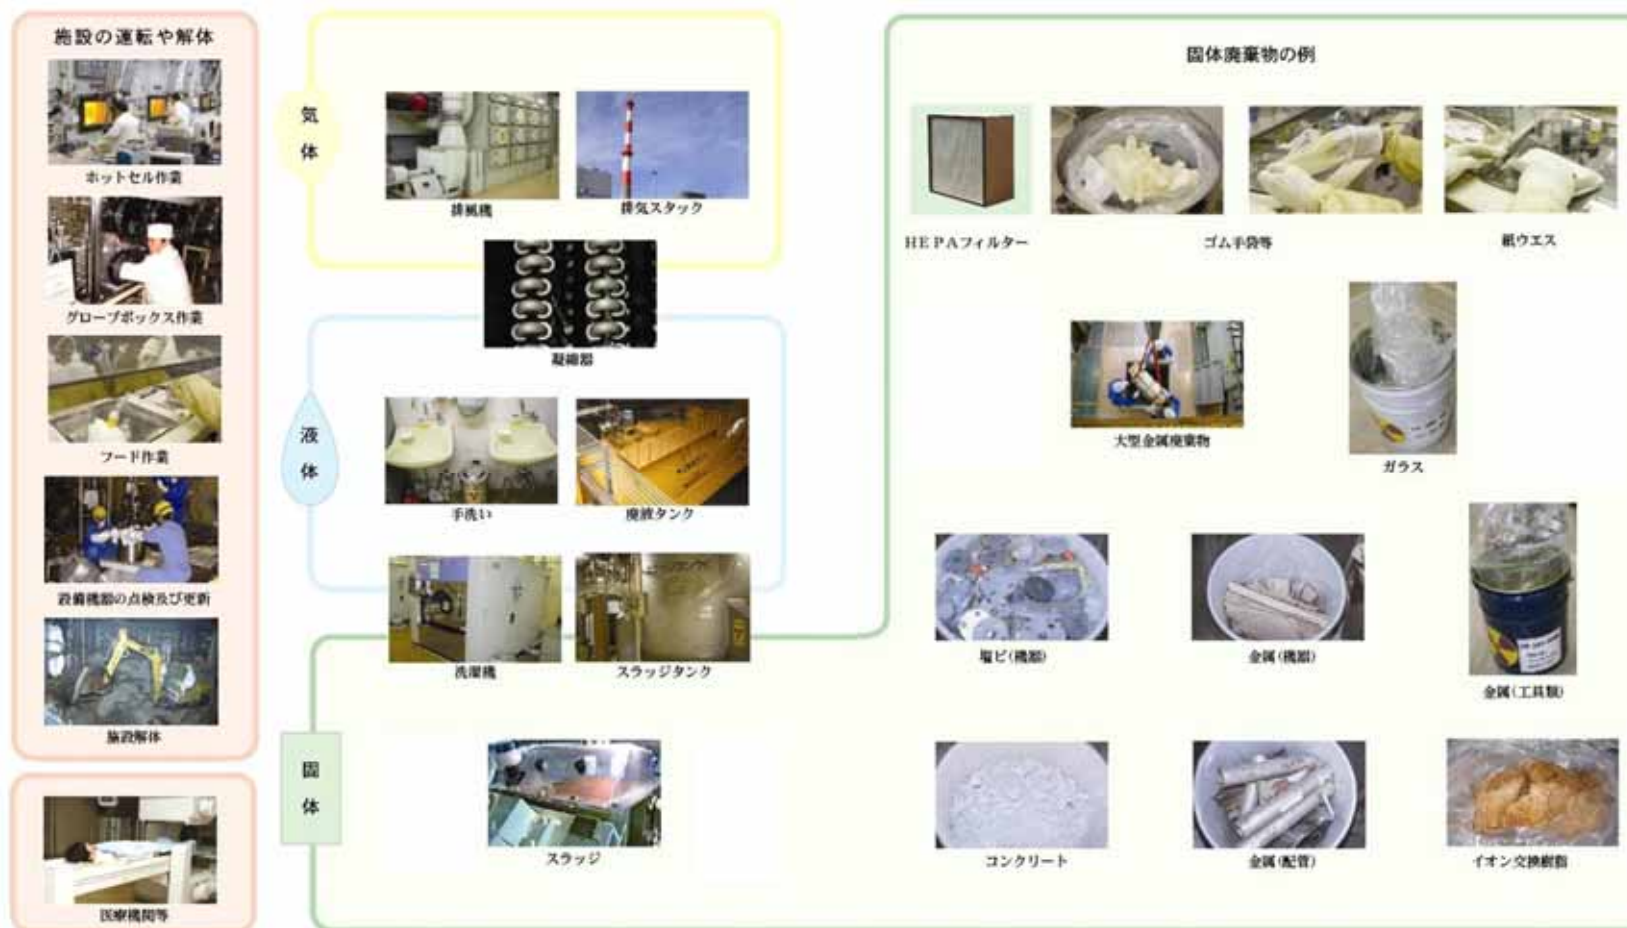 施設の運転や解体
ホットセル作業
グローブボックス作業
フード作業
設備機器の点検及び更新
施設解体
医療機関等
気体
排風機
排気スタック
凝縮器
液体
手洗い
廃液タンク
洗濯機
スラッジタンク
固体
スラッジ
固体廃棄物の例
HEPAフィルター
ゴム手袋等
紙ウエス
大型金属廃棄物
ガラス
塩ビ(機器)
金属(機器)
金属(工具類)
コンクリート
金属(配管)
イオン交換樹脂